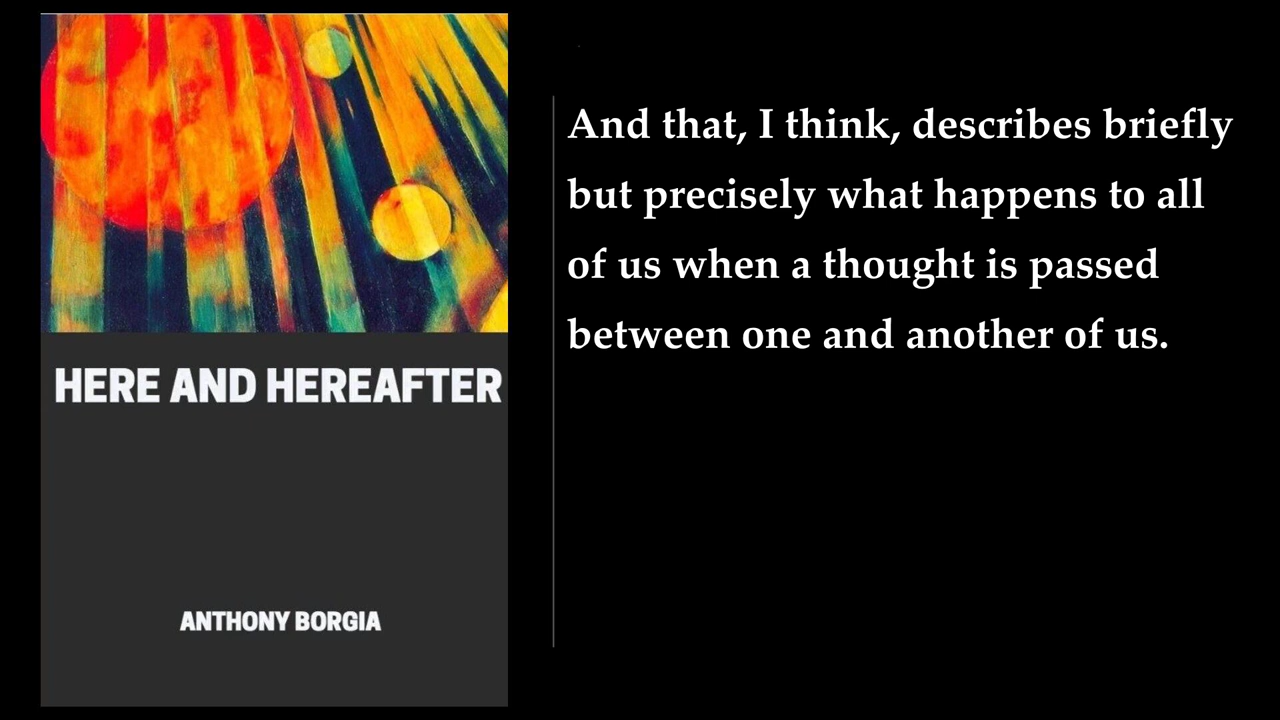 HERE AND HEREAFTER
ANTHONY BORGIA
And that, I think, describes briefly
but precisely what happens to all
of us when a thought is passed
between one and another of us.